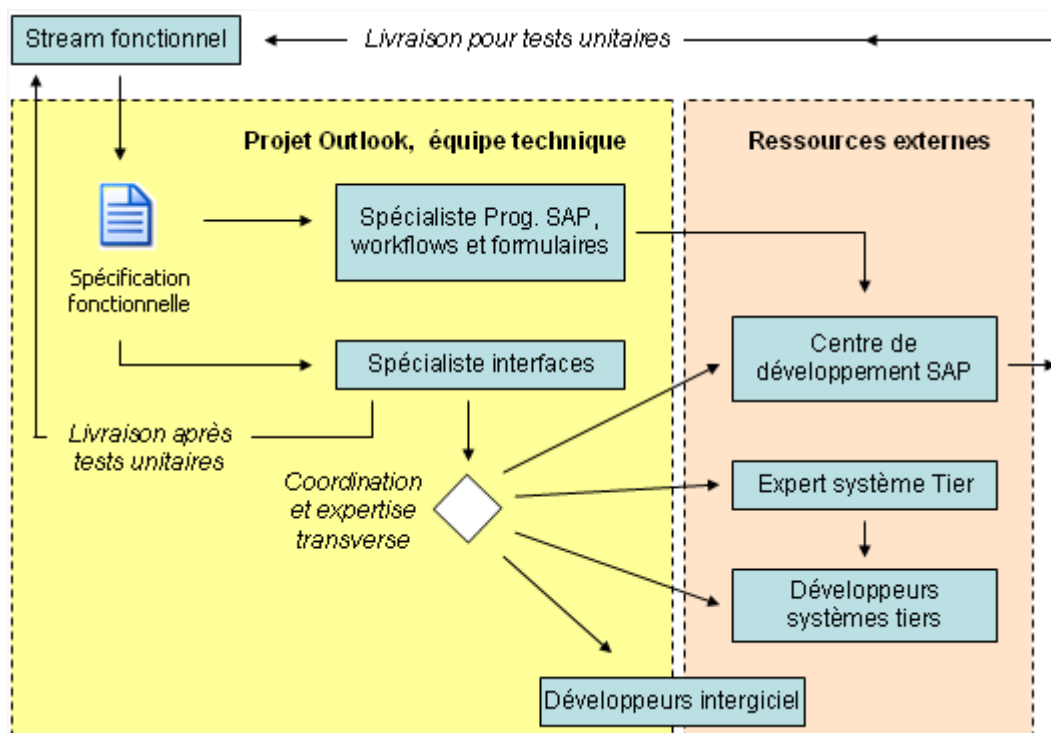 Stream fonctionnel
Livraison pour tests unitaires
Projet Outlook, équipe technique
Ressources externes
Spécification
fonctionnelle
Spécialiste Prog. SAP,
workflows et formulaires
Centre de
développement SAP
Spécialiste interfaces
Livraison après
tests unitaires
Coordination
et expertise
transverse
Expert système Tier
Développeurs
systèmes tiers
Développeurs intergiciel